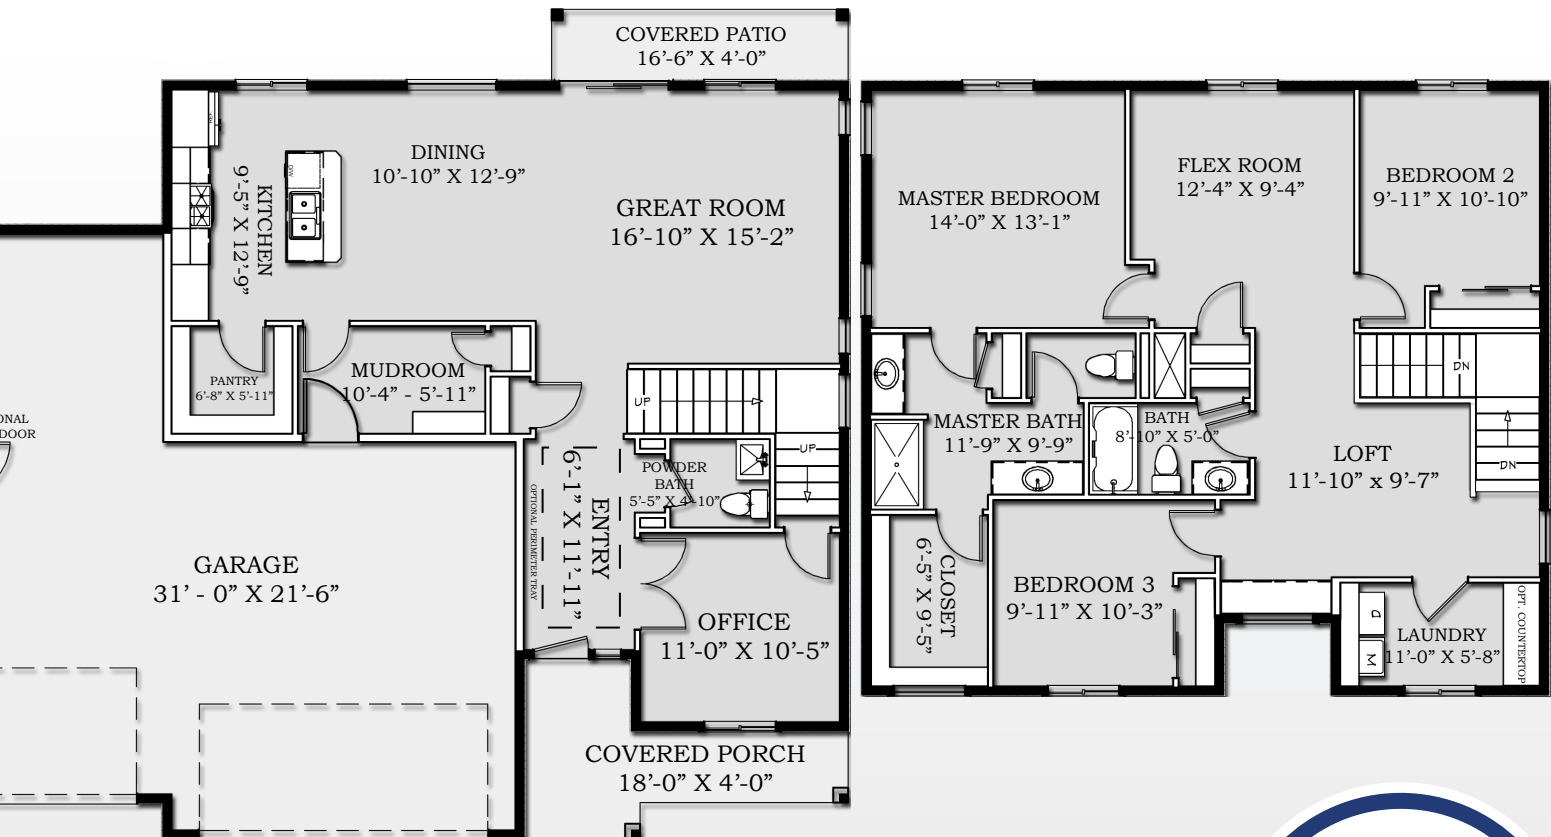 COVERED PATIO
16'-6” X 4'-0”
DINING
10'-10” X 12'-9”
KITCHEN
9'-5” X 12'-9”
REF
DW
GREAT ROOM
16'-10” X 15'-2”
PANTRY
6'-8” X 5'-11”
MUDROOM
10'-4” - 5'-11”
UP
UP
ONAL
DOOR
POWDER
BATH
5'-5” X 4'-10”
ENTRY
6'-1” X 11'-11”
OPTIONAL PERIMETER TRAY
GARAGE
31' - 0” X 21'-6”
OFFICE
11'-0” X 10'-5”
COVERED PORCH
18'-0” X 4'-0”
MASTER BEDROOM
14'-0” X 13'-1”
FLEX ROOM
12'-4” X 9'-4”
BEDROOM 2
9'-11” X 10'-10”
DN
DN
MASTER BATH
11'-9” X 9'-9”
BATH
8'-10” X 5'-0”
LOFT
11'-10” x 9'-7”
CLOSET
6'-5” X 9'-5”
BEDROOM 3
9'-11” X 10'-3”
D
M
LAUNDRY
11'-0” X 5'-8”
OPT. COUNTERTOP